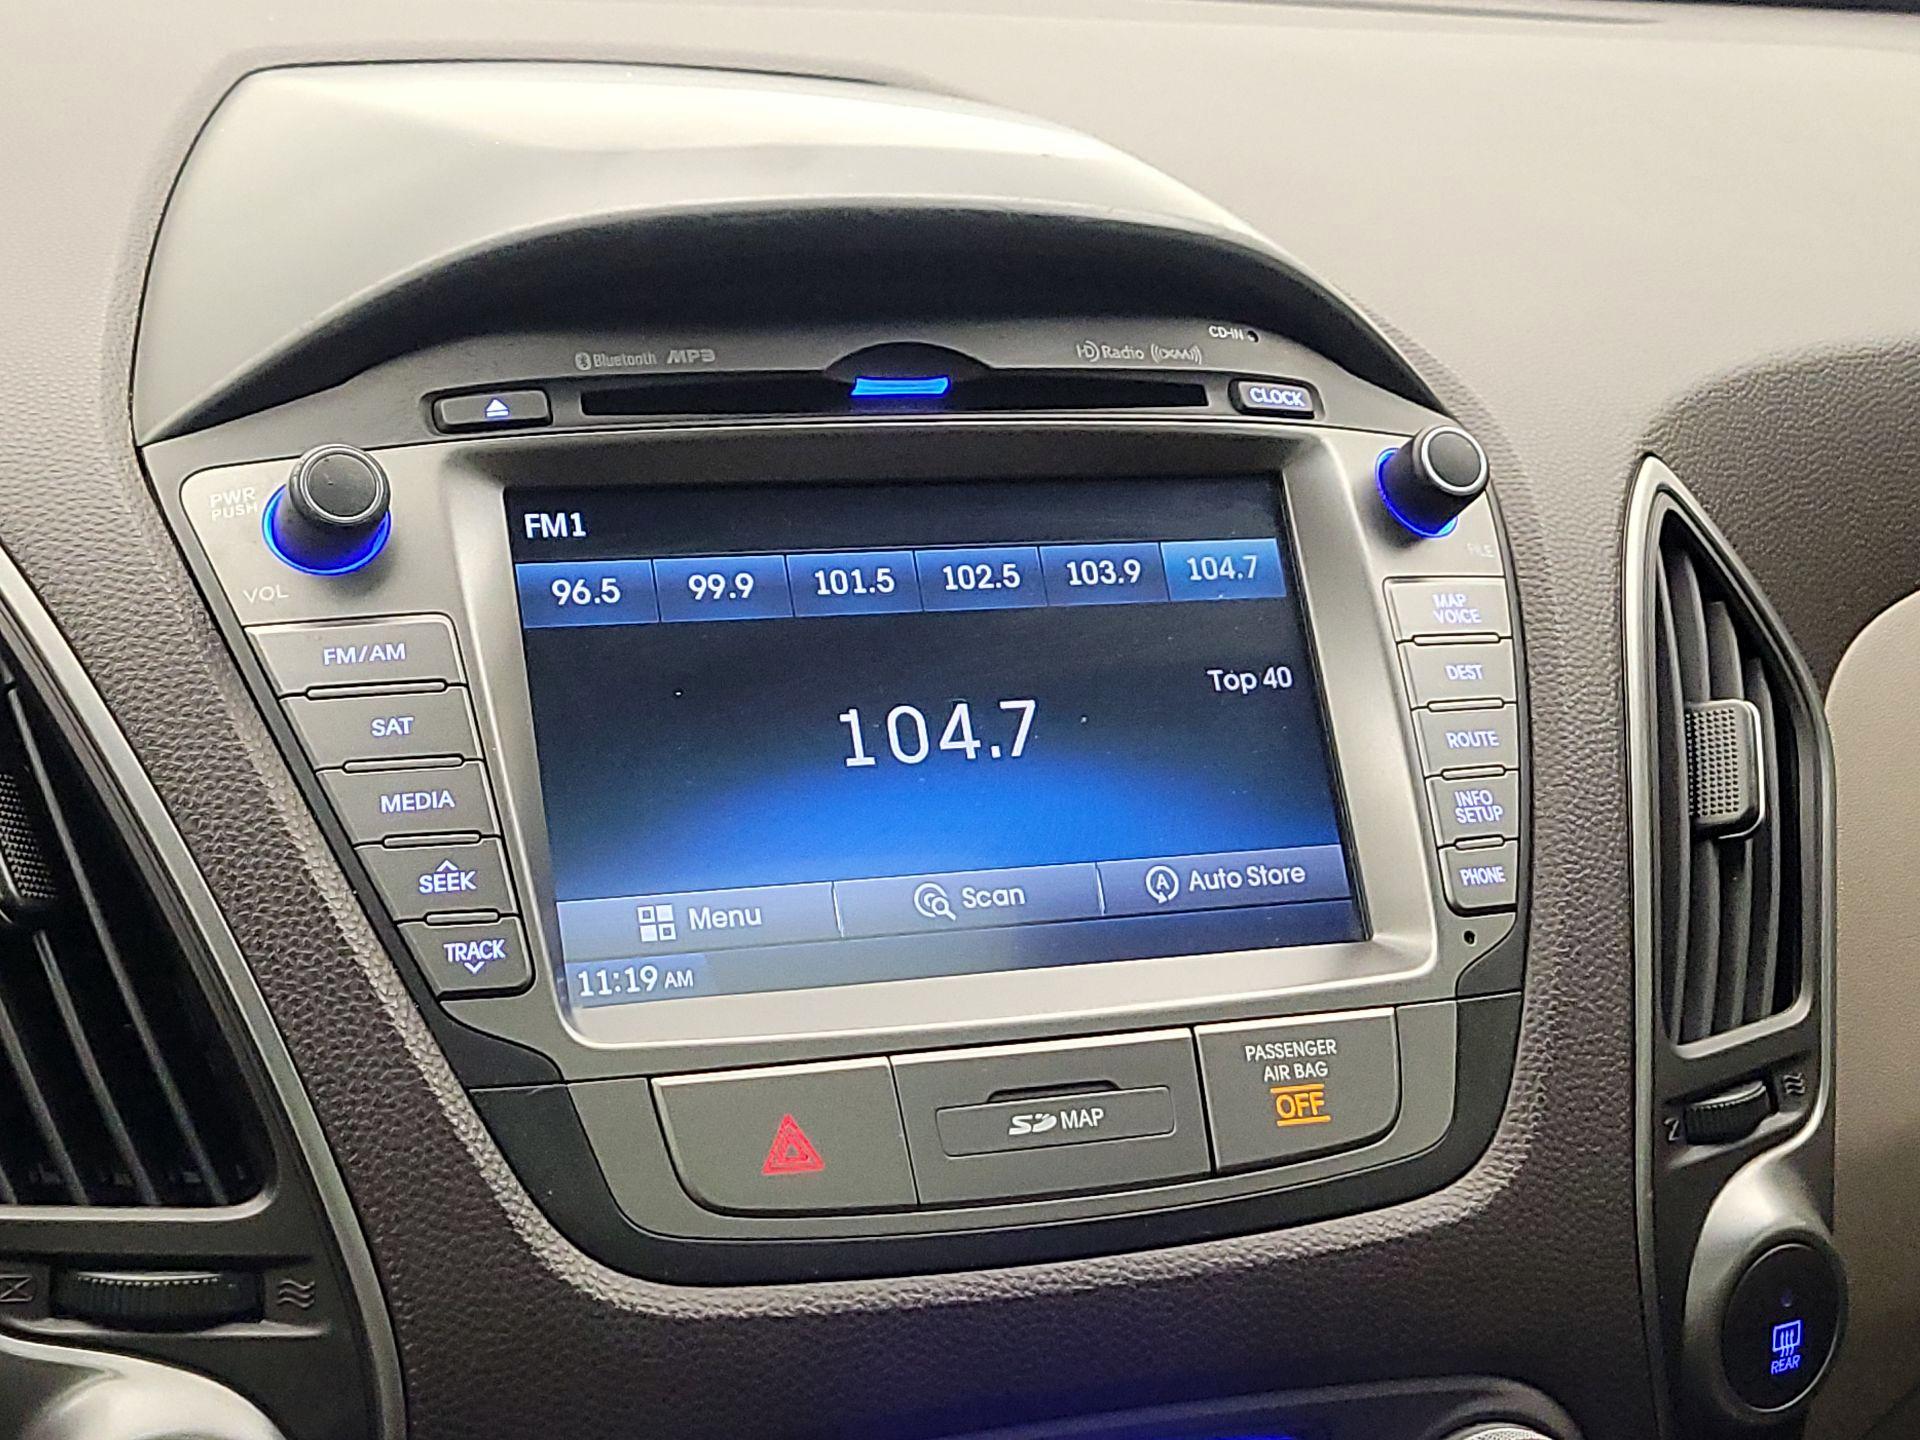 Bluetooth MP3
HD Radio ((XM))
CD-IN
CLOCK
PWR
PUSH
VOL
FILE
FM/AM
SAT
MEDIA
SEEK
TRACK
FM1
96.5 99.9 101.5 102.5 103.9 104.7
Top 40
104.7
Menu Scan A Auto Store
11:19 AM
MAP
VOICE
DEST
ROUTE
INFO
SETUP
PHONE
SD MAP
PASSENGER
AIR BAG
OFF
REAR